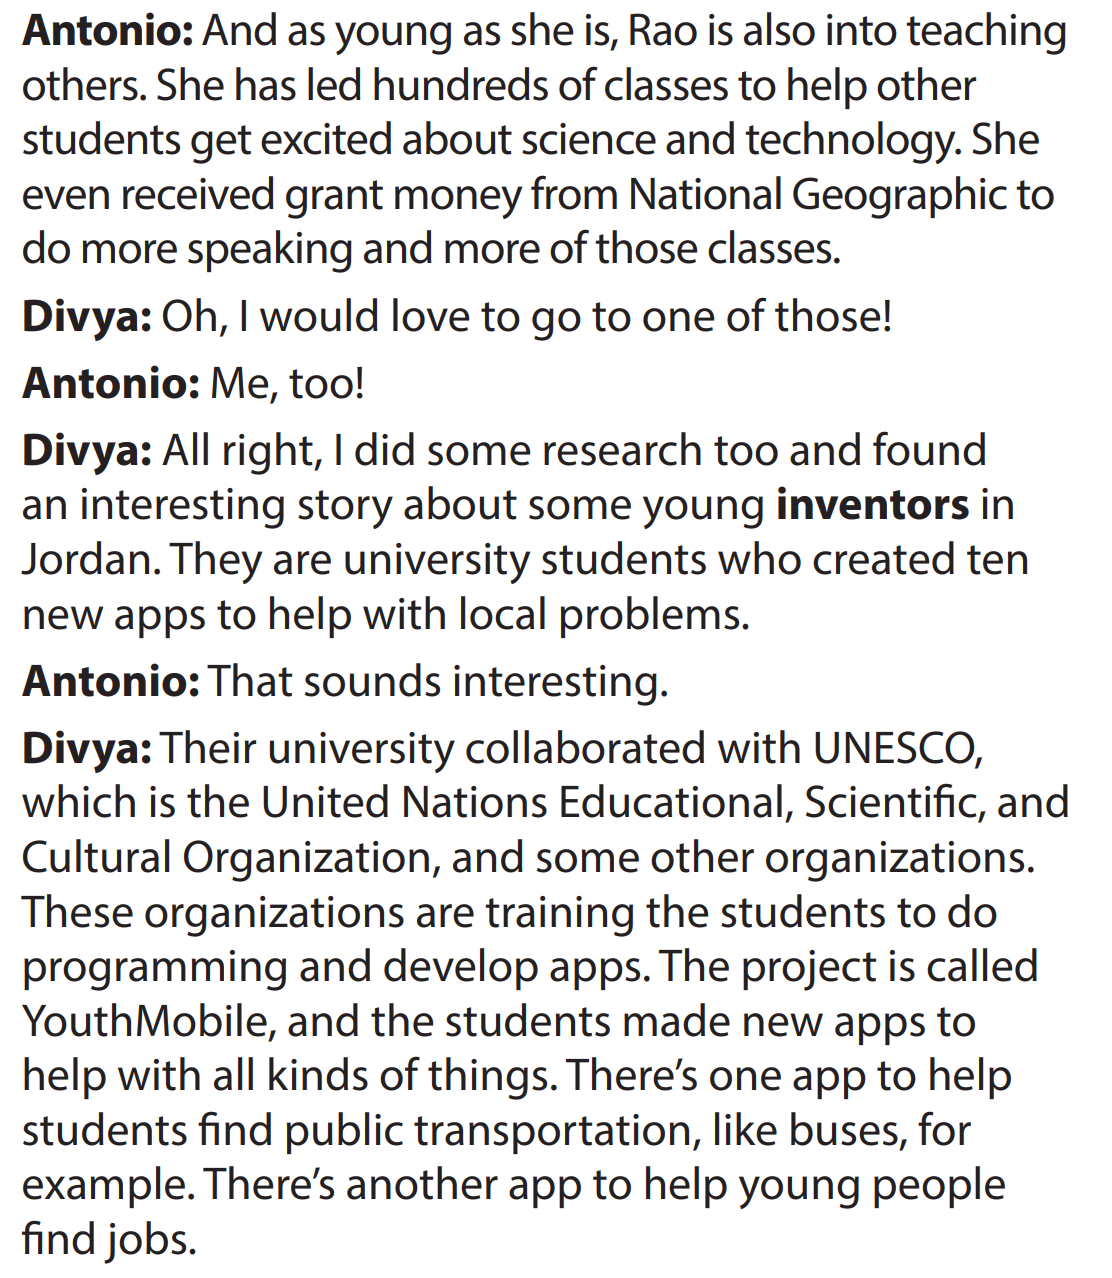 Antonio: And as young as she is, Rao is also into teaching
others. She has led hundreds of classes to help other
students get excited about science and technology. She
even received grant money from National Geographic to
do more speaking and more of those classes.
Divya: Oh, I would love to go to one of those!
Antonio: Me, too!
Divya: All right, I did some research too and found
an interesting story about some young inventors in
Jordan. They are university students who created ten
new apps to help with local problems.
Antonio: That sounds interesting.
Divya: Their university collaborated with UNESCO,
which is the United Nations Educational, Scientific, and
Cultural Organization, and some other organizations.
These organizations are training the students to do
programming and develop apps. The project is called
YouthMobile, and the students made new apps to
help with all kinds of things. There’s one app to help
students find public transportation, like buses, for
example. There’s another app to help young people
find jobs.